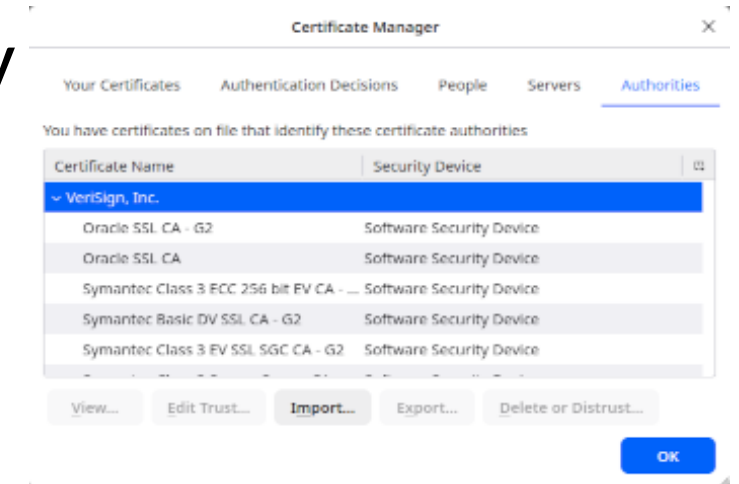 Certificate Manager
y
Your Certificates Authentication Decisions People Servers Authorities
You have certificates on file that identify these certificate authorities
Certificate Name Security Device
VeriSign, Inc.
Oracle SSL CA - G2 Software Security Device
Oracle SSL CA Software Security Device
Symantec Class 3 ECC 256 bit EV CA - ... Software Security Device
Symantec Basic DV SSL CA - G2 Software Security Device
Symantec Class 3 EV SSL SGC CA - G2 Software Security Device
View... Edit Trust... Import... Export... Delete or Distrust...
OK